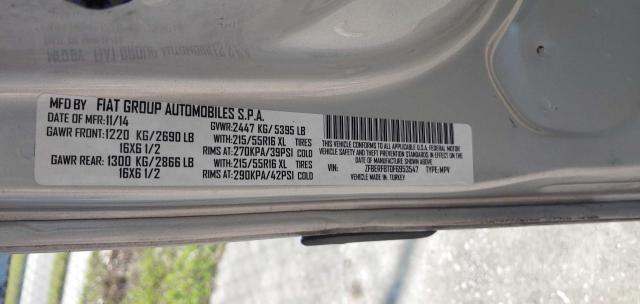 MFD BY FIAT GROUP AUTOMOBILES S.P.A.
DATE OF MFR: 11/14 GVWR: 2447 KG/ 5395 LB
GAWR FRONT: 1220 KG/2690 LB WITH: 215/55R16 XL TIRES
16X6 1/2 RIMS AT: 270KPA/39PSI COLD
GAWR REAR: 1300 KG/2866 LB WITH: 215/55R16 XL TIRES
16X6 1/2 RIMS AT: 290KPA/42PSI COLD
THIS VEHICLE CONFORMS TO ALL APPLICABLE U.S.A. FEDERAL MOTOR
VEHICLE SAFETY AND THEFT PREVENTION STANDARDS IN EFFECT ON THE
DATE OF MANUFACTURE SHOWN ABOVE.
VIN: ZFBERFBT0F6953547 TYPE: MPV
VEHICLE MADE IN: TURKEY